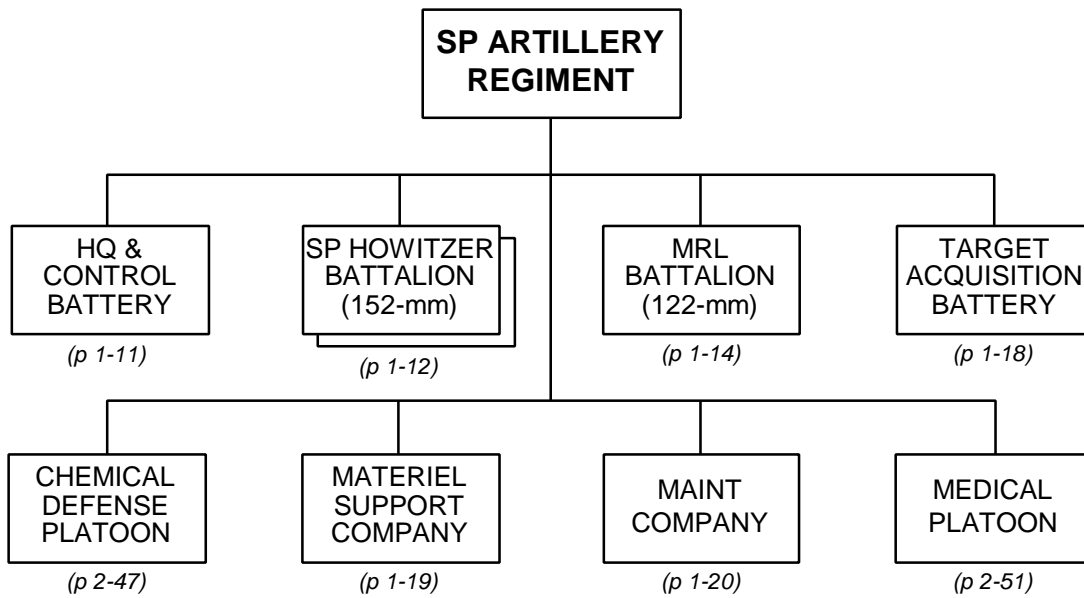 SP ARTILLERY
REGIMENT
HQ &
CONTROL
BATTERY
(p 1-11)
SP HOWITZER
BATTALION
(152-mm)
(p 1-12)
MRL
BATTALION
(122-mm)
(p 1-14)
TARGET
ACQUISITION
BATTERY
(p 1-18)
CHEMICAL
DEFENSE
PLATOON
(p 2-47)
MATERIEL
SUPPORT
COMPANY
(p 1-19)
MAINT
COMPANY
(p 1-20)
MEDICAL
PLATOON
(p 2-51)